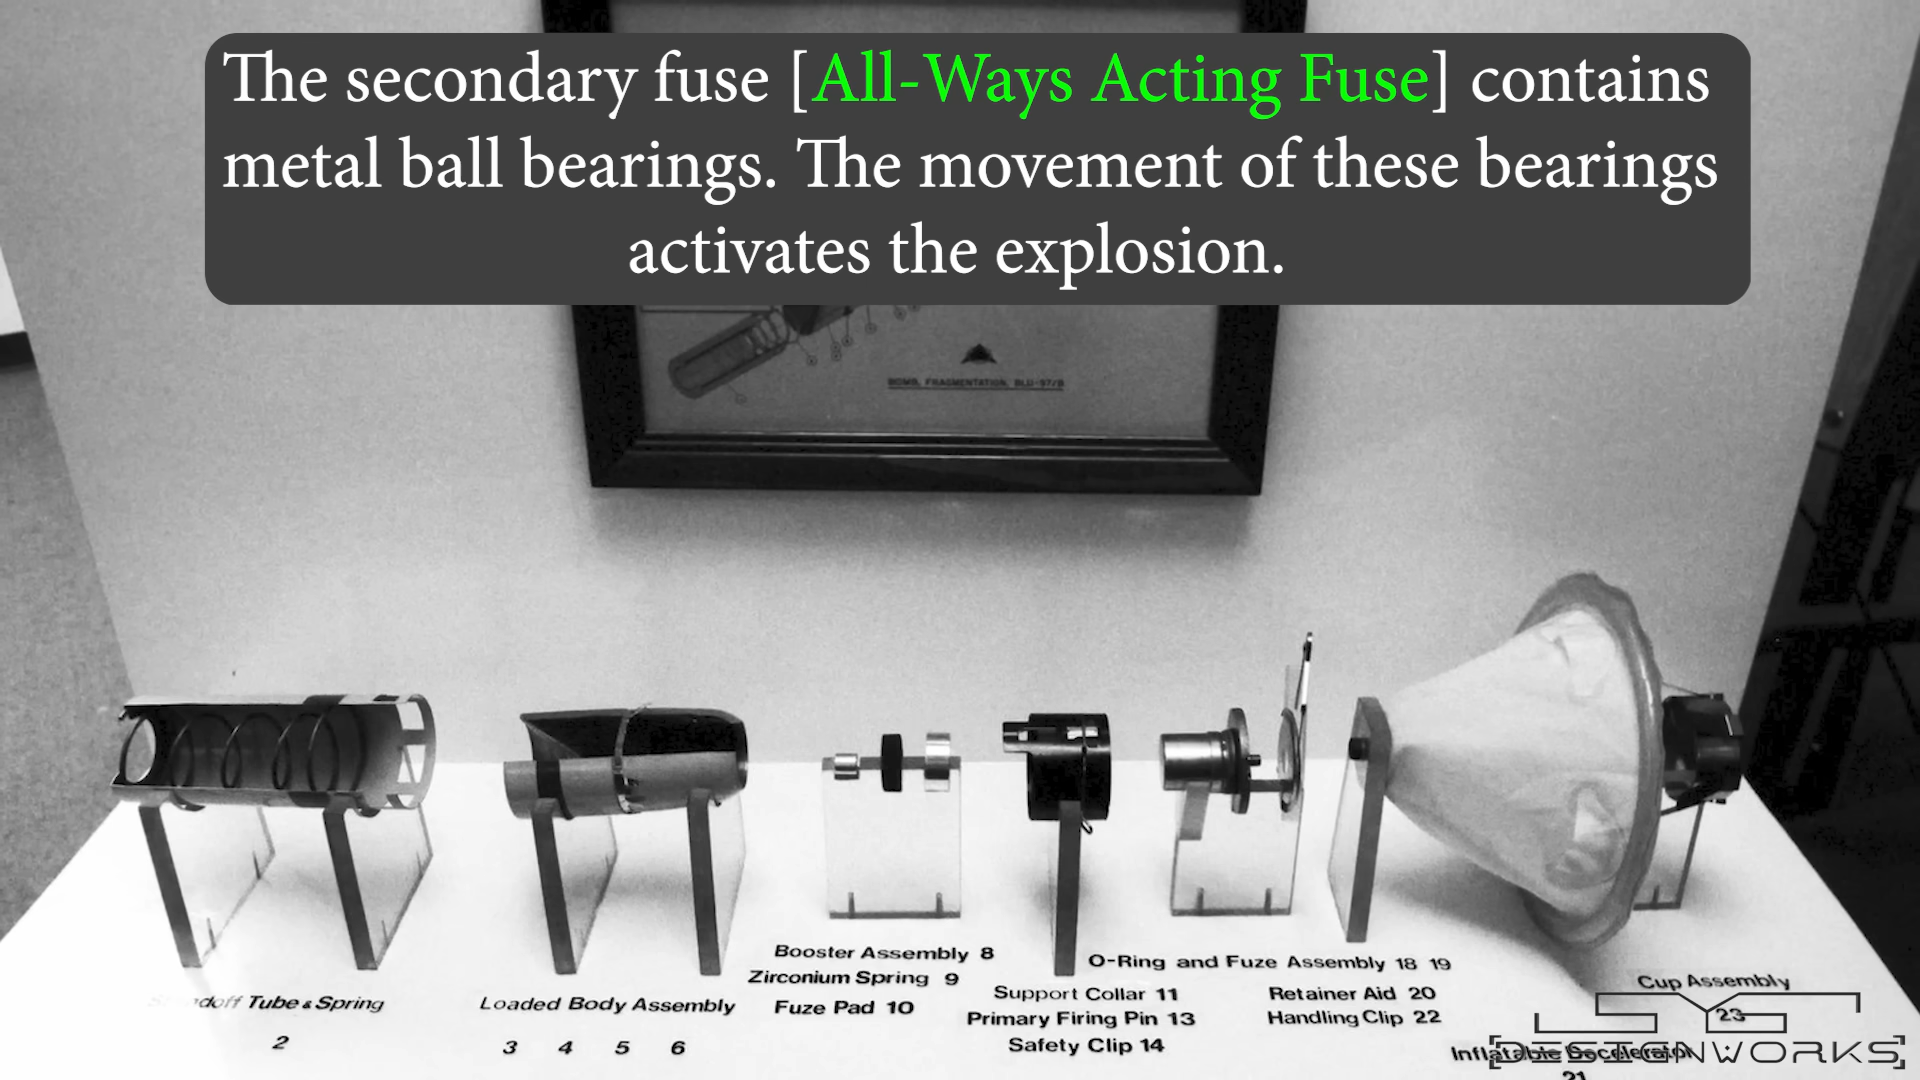 The secondary fuse [All-Ways Acting Fuse] contains
metal ball bearings. The movement of these bearings
activates the explosion.
BOMB, FRAGMENTATION, BLU-97/B
Tube & Spring
2
Loaded Body Assembly
3 4 5 6
Booster Assembly 8
Zirconium Spring 9
Fuze Pad 10
Support Collar 11
Primary Firing Pin 13
Safety Clip 14
O-Ring and Fuze Assembly 18 19
Retainer Aid 20
Handling Clip 22
Cup Assembly
23
Inflatable Decelerator
21
DESIGNWORKS